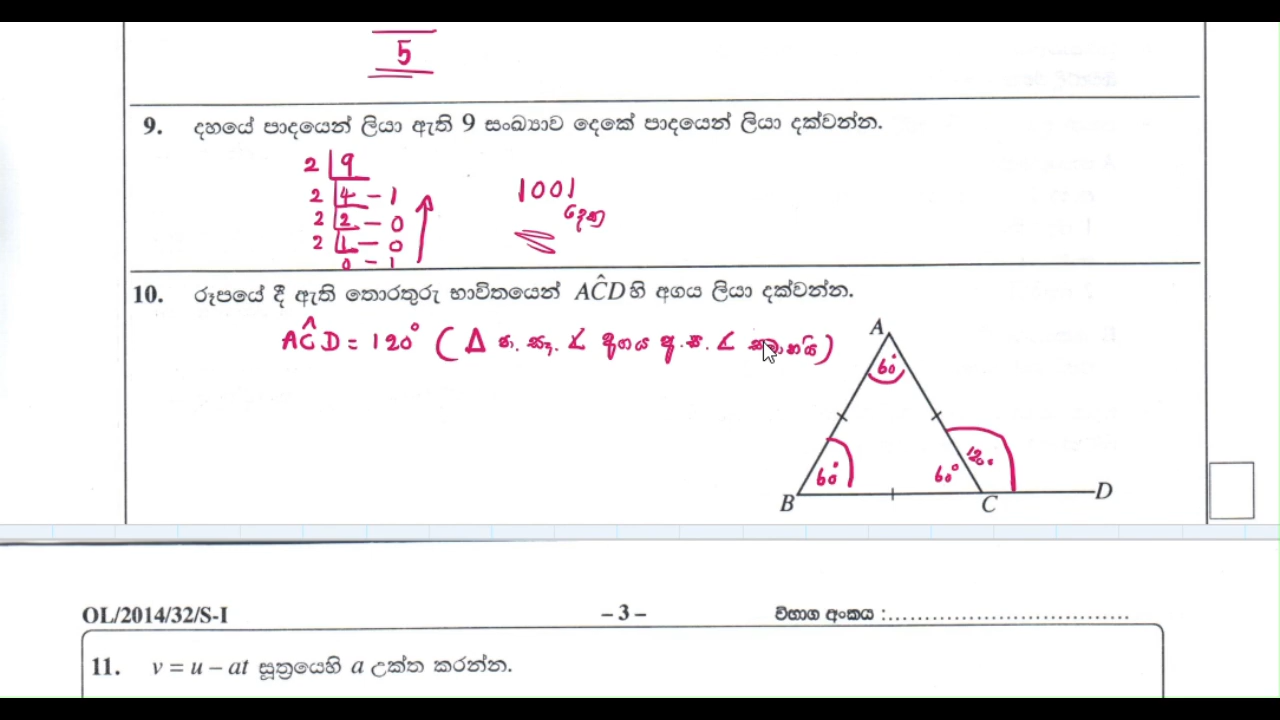 5
9. දහයේ පාදයෙන් ලියා ඇති 9 සංඛ්‍යාව දෙකේ පාදයෙන් ලියා දක්වන්න.
2 9
2 4 – 1
2 2 – 0
2 1 – 0
0 – 1
1001 දෙක
10. රූපයේ දී ඇති තොරතුරු භාවිතයෙන් AĈD හි අගය ලියා දක්වන්න.
AĈD = 120° (Δ ∠ අගය අ.ස. ∠
A
60°
60° 60° 120°
B C D
OL/2014/32/S-I – 3 – විභාග අංකය :..................................
11. v = u – at සූත්‍රයෙහි a උක්ත කරන්න.